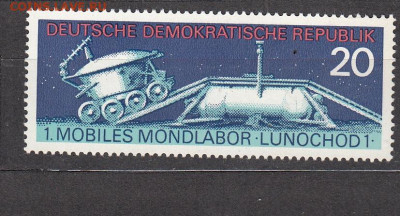 DEUTSCHE DEMOKRATISCHE REPUBLIK
20
1. MOBILES MONDLABOR · LUNOCHOD 1 ·